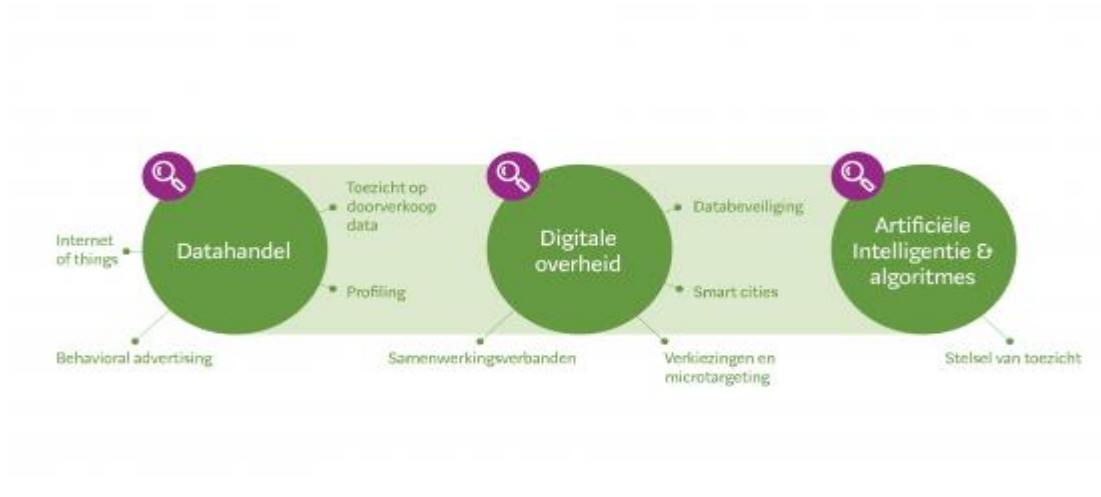 Datahandel
Internet
of things
Behavioral advertising
Toezicht op
doorverkoop
data
Profiling
Digitale
overheid
Samenwerkingsverbanden
Verkiezingen en
microtargeting
Databeveiliging
Smart cities
Artificiële
Intelligentie &
algoritmes
Stelsel van toezicht